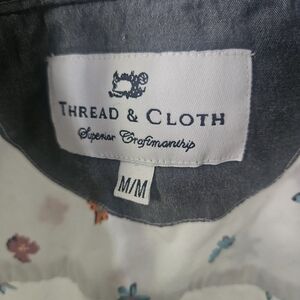 THREAD & CLOTH
Superior Craftmanship
M/M